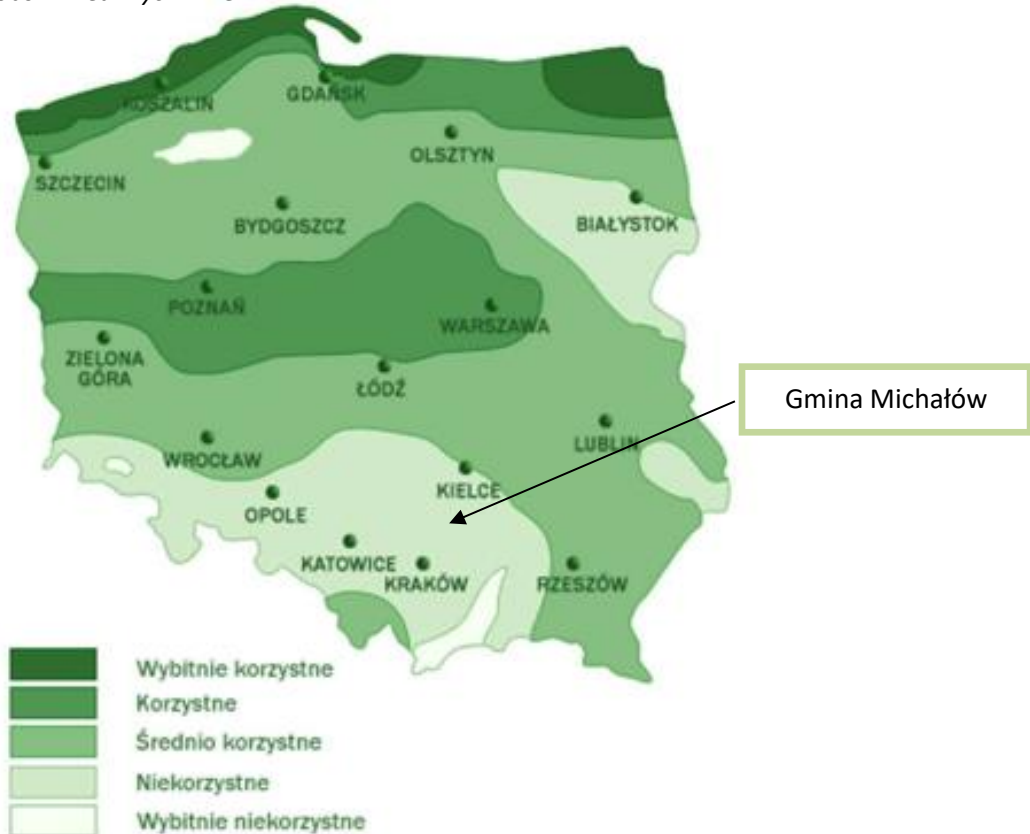 KOSZALIN
GDAŃSK
OLSZTYN
SZCZECIN
BYDGOSZCZ
BIAŁYSTOK
POZNAŃ
WARSZAWA
ZIELONA
GÓRA
ŁÓDŹ
Gmina Michałów
LUBLIN
WROCŁAW
KIELCE
OPOLE
KATOWICE
KRAKÓW
RZESZÓW
Wybitnie korzystne
Korzystne
Średnio korzystne
Niekorzystne
Wybitnie niekorzystne